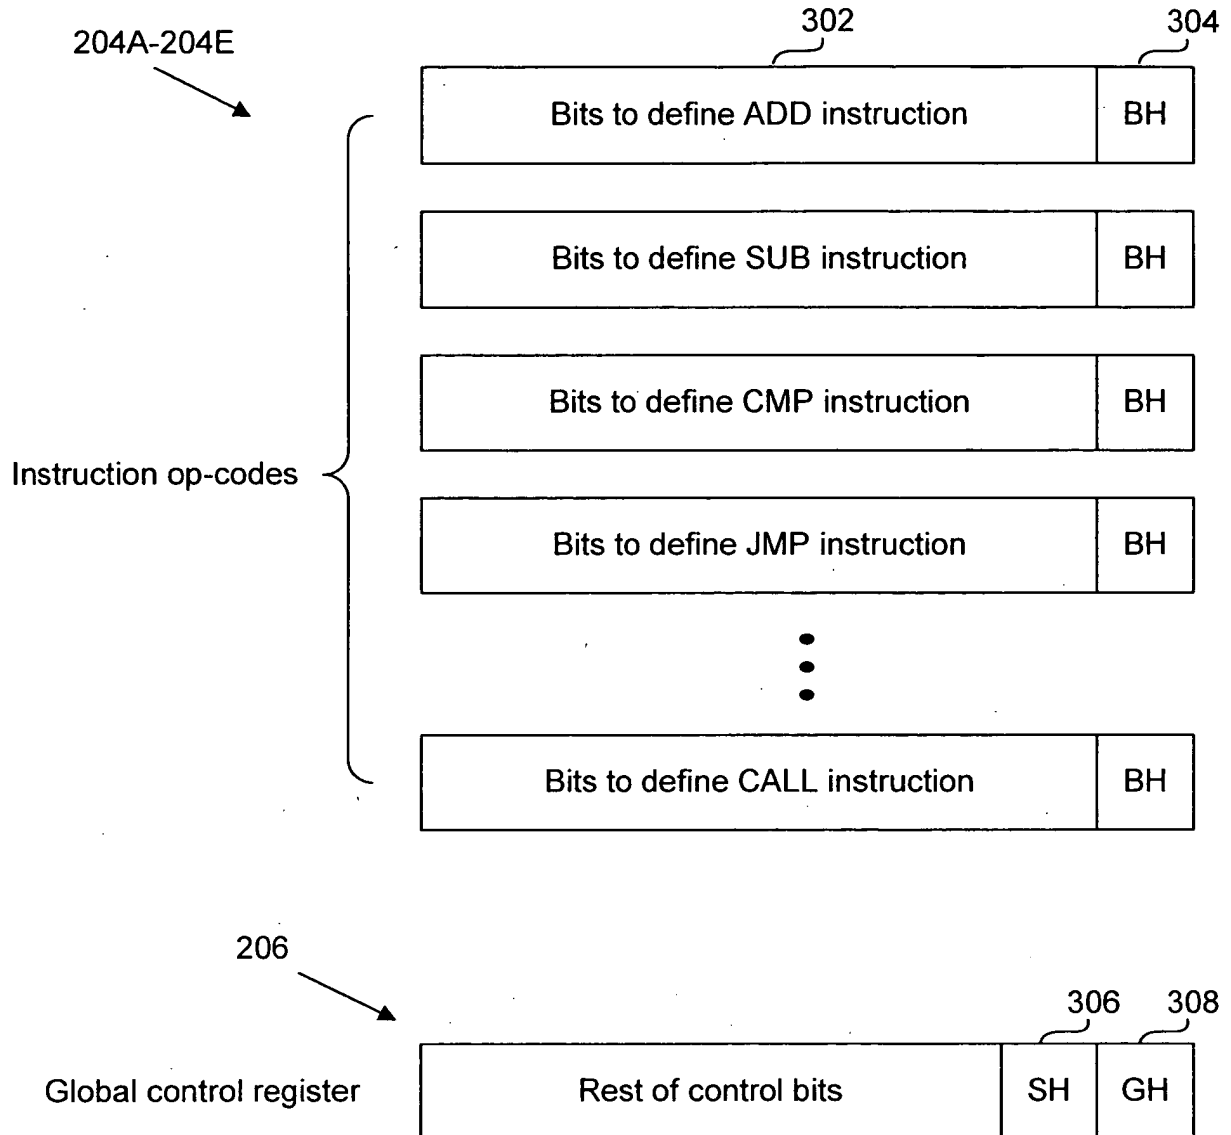 302
304
204A-204E
Bits to define ADD instruction
BH
Bits to define SUB instruction
BH
Bits to define CMP instruction
BH
Instruction op-codes
Bits to define JMP instruction
BH
Bits to define CALL instruction
BH
206
306
308
Global control register
Rest of control bits
SH
GH